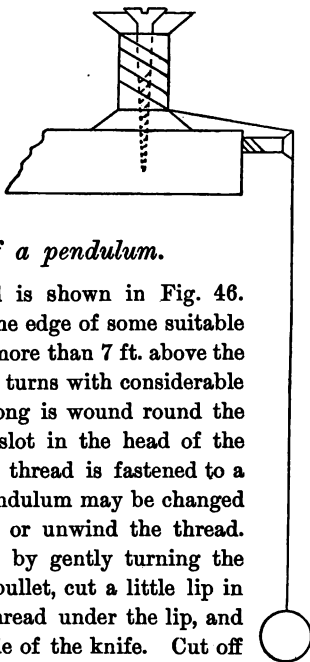 f a pendulum.
is shown in Fig. 46.
he edge of some suitable
more than 7 ft. above the
turns with considerable
ong is wound round the
slot in the head of the
thread is fastened to a
ndulum may be changed
or unwind the thread.
by gently turning the
bullet, cut a little lip in
read under the lip, and
le of the knife. Cut off